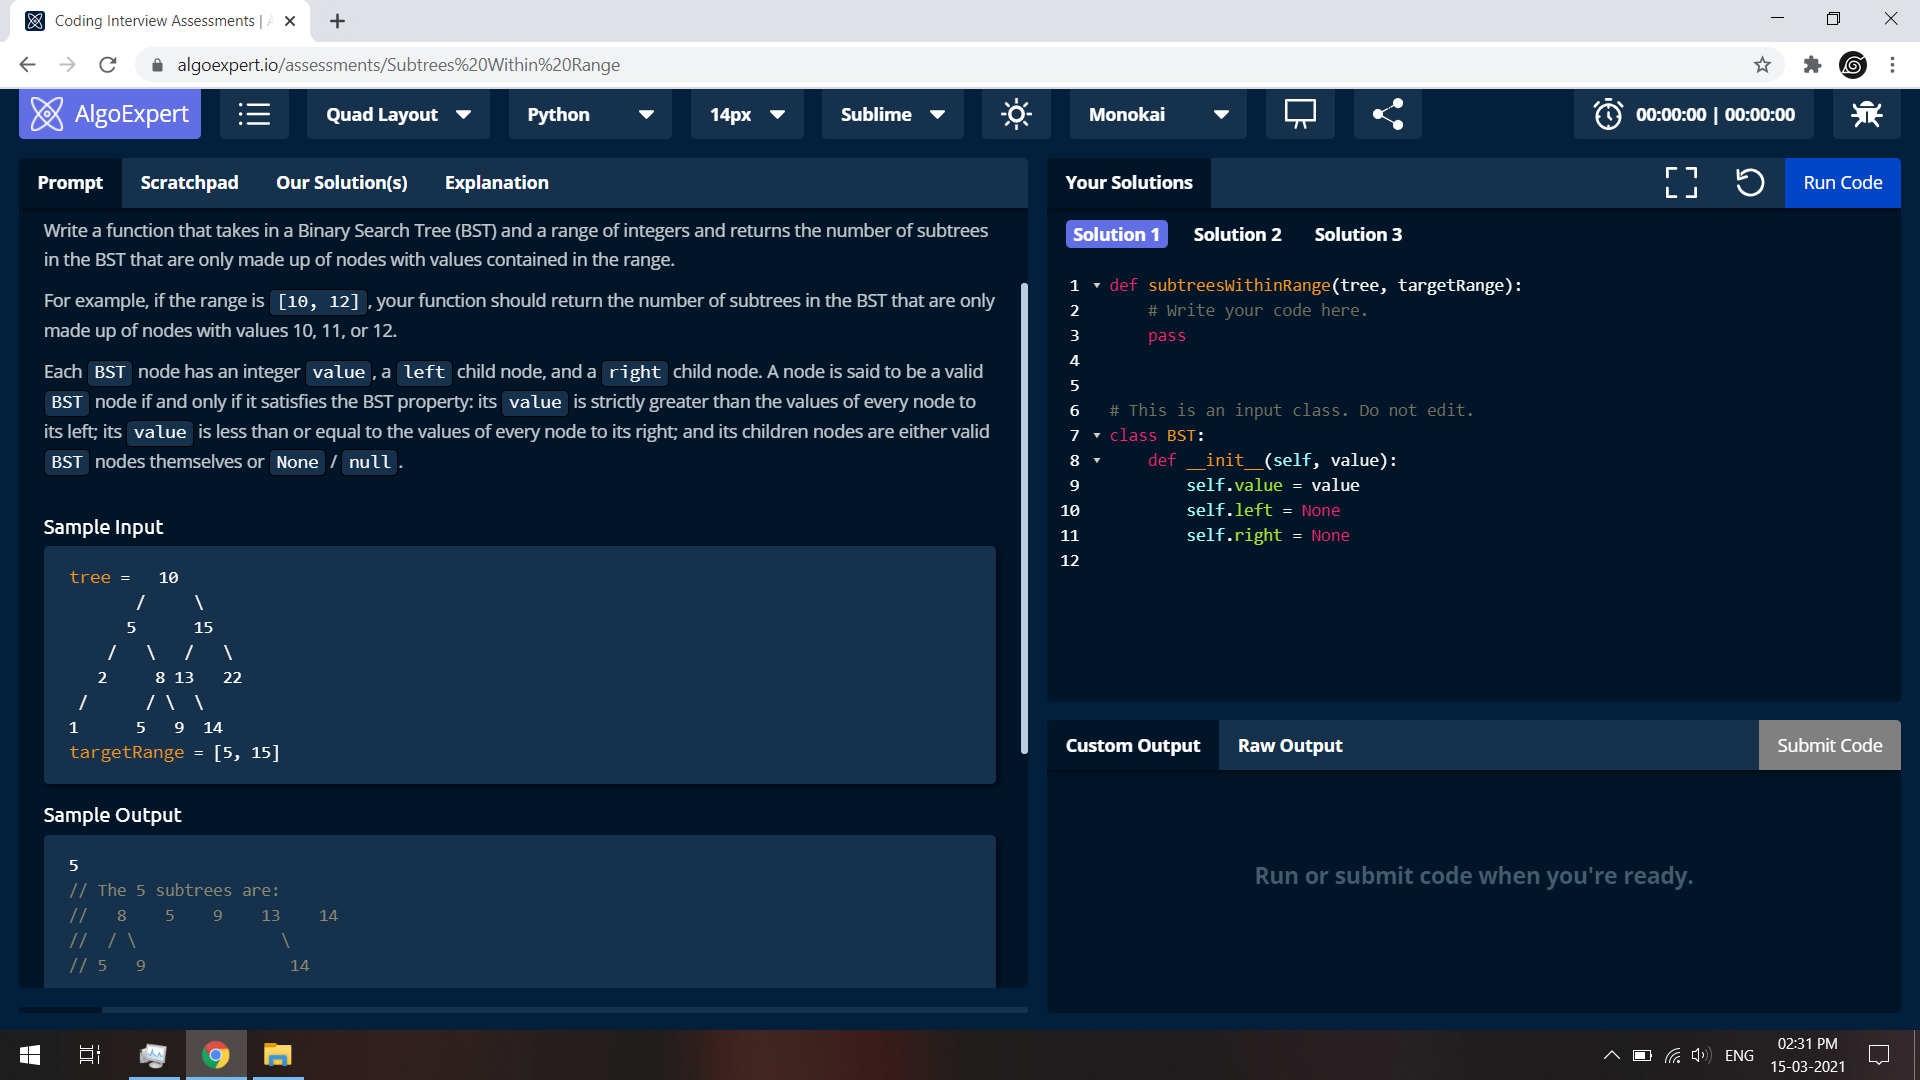 Coding Interview Assessments |
algoexpert.io/assessments/Subtrees%20Within%20Range
AlgoExpert
Quad Layout
Python
14px
Sublime
Monokai
00:00:00 | 00:00:00
Prompt
Scratchpad
Our Solution(s)
Explanation
Write a function that takes in a Binary Search Tree (BST) and a range of integers and returns the number of subtrees
in the BST that are only made up of nodes with values contained in the range.
For example, if the range is [10, 12], your function should return the number of subtrees in the BST that are only
made up of nodes with values 10, 11, or 12.
Each BST node has an integer value, a left child node, and a right child node. A node is said to be a valid
BST node if and only if it satisfies the BST property: its value is strictly greater than the values of every node to
its left; its value is less than or equal to the values of every node to its right; and its children nodes are either valid
BST nodes themselves or None / null.
Sample Input
tree =   10
       /     \
      5      15
    /   \   /   \
   2     8 13   22
 /      / \  \
1      5   9  14
targetRange = [5, 15]
Sample Output
5
// The 5 subtrees are:
//   8    5    9    13    14
//  / \               \
// 5   9               14
Your Solutions
Run Code
Solution 1
Solution 2
Solution 3
1 def subtreesWithinRange(tree, targetRange):
2     # Write your code here.
3     pass
4
5
6 # This is an input class. Do not edit.
7 class BST:
8     def __init__(self, value):
9         self.value = value
10         self.left = None
11         self.right = None
12
Custom Output
Raw Output
Submit Code
Run or submit code when you're ready.
ENG
02:31 PM
15-03-2021